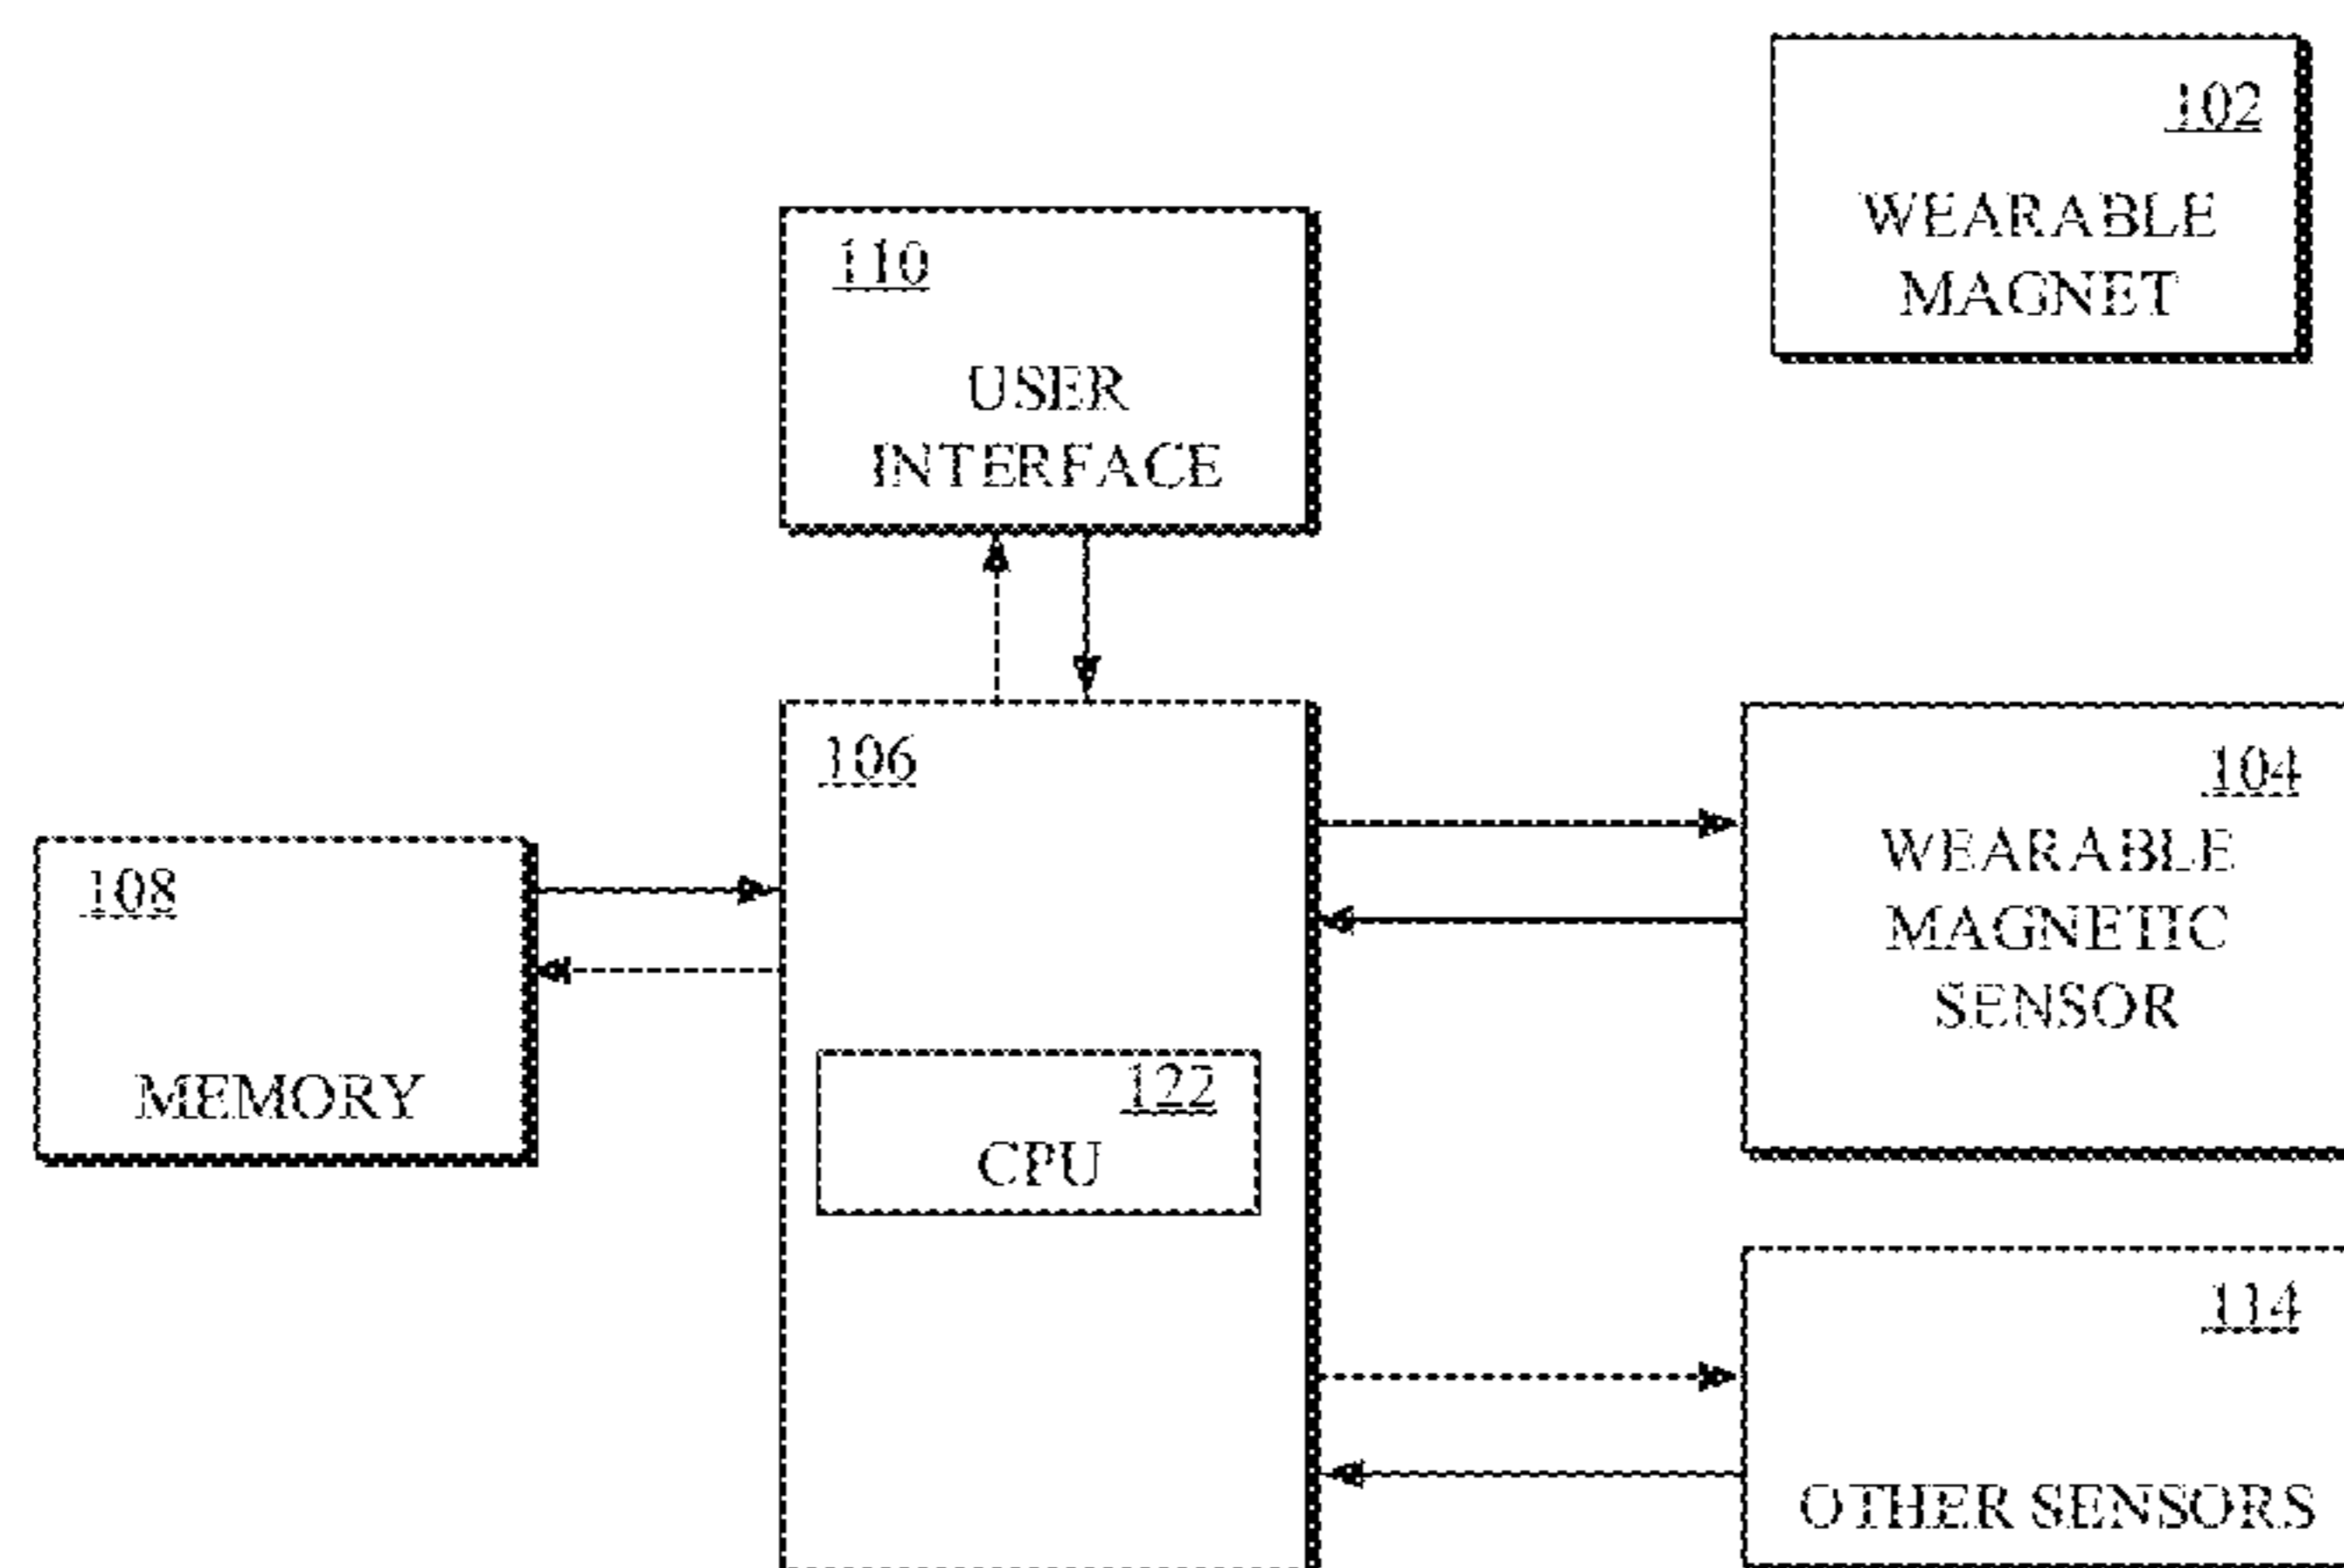 102
WEARABLE
MAGNET
110
USER
INTERFACE
106
104
WEARABLE
MAGNETIC
SENSOR
108
MEMORY
122
CPU
114
OTHER SENSORS